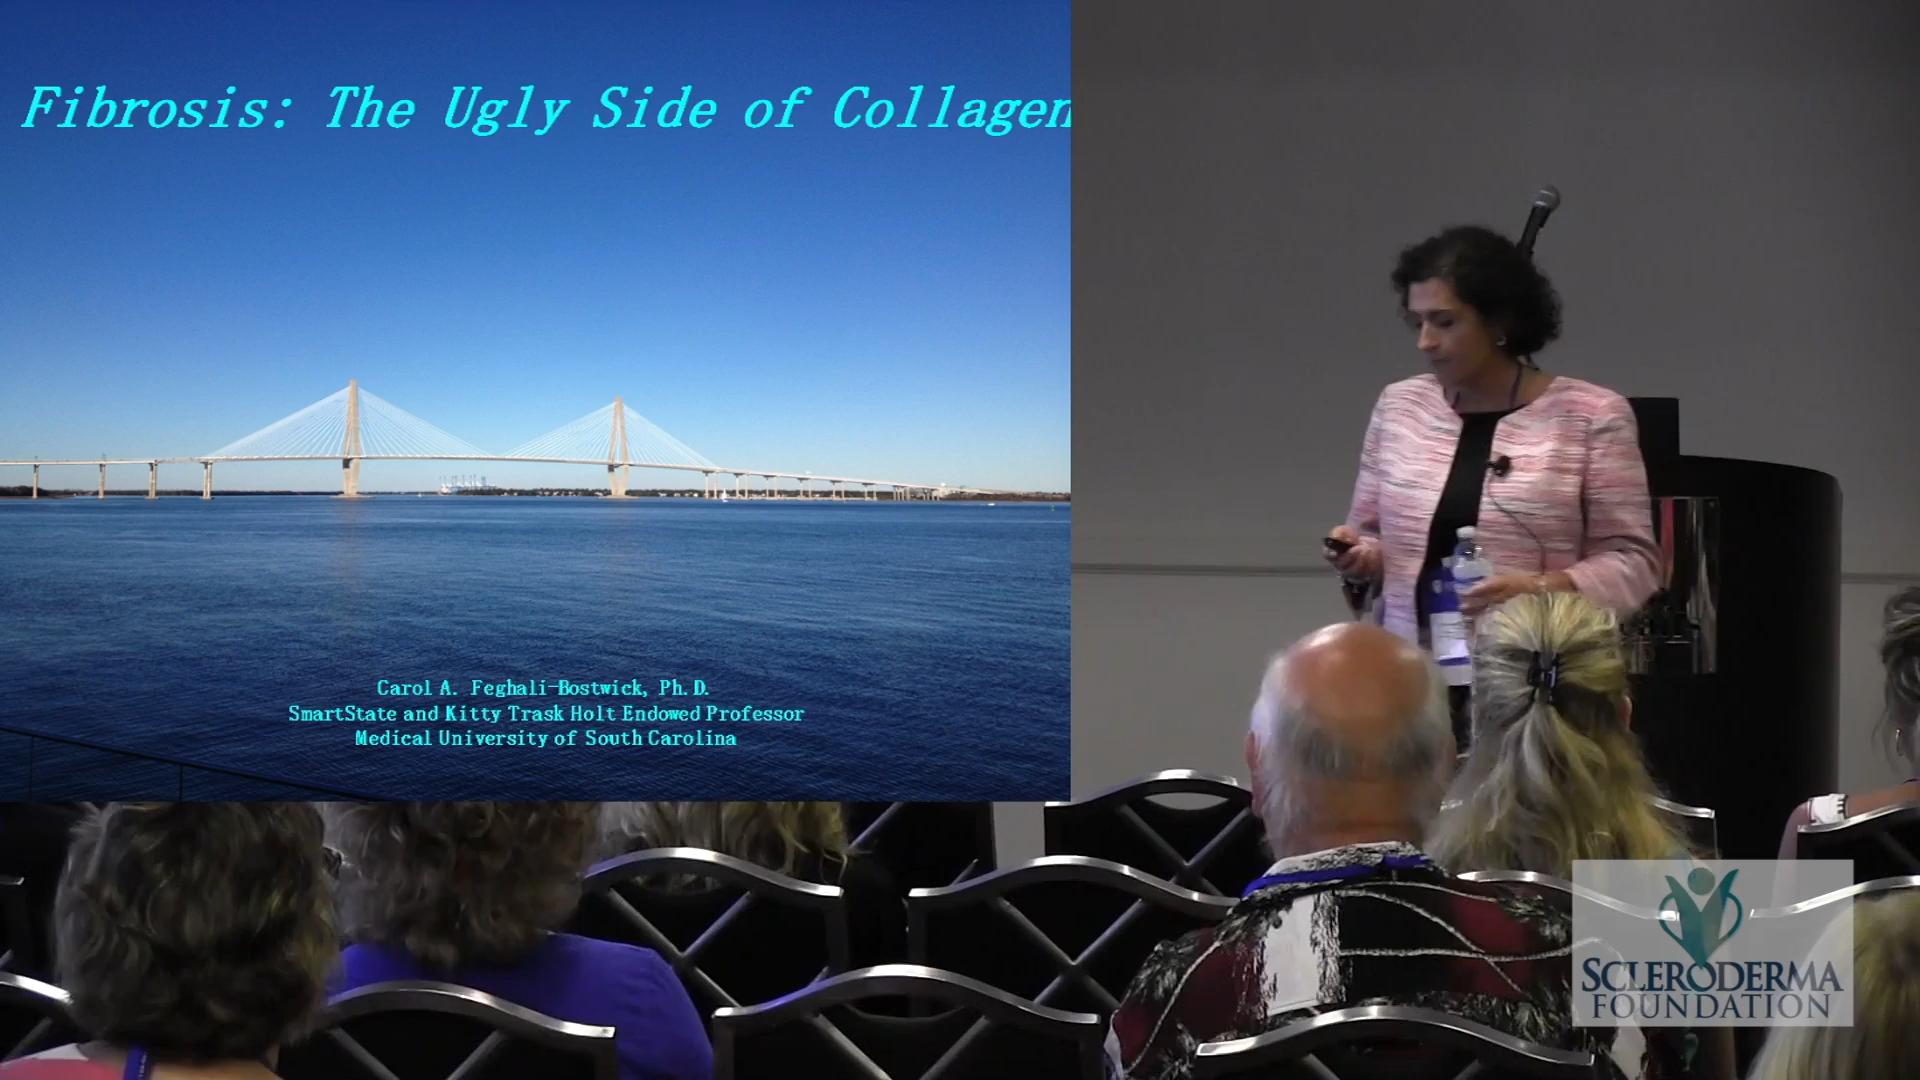 Fibrosis: The Ugly Side of Collagen
Carol A. Feghali-Bostwick, Ph.D.
SmartState and Kitty Trask Holt Endowed Professor
Medical University of South Carolina
SCLERODERMA
FOUNDATION